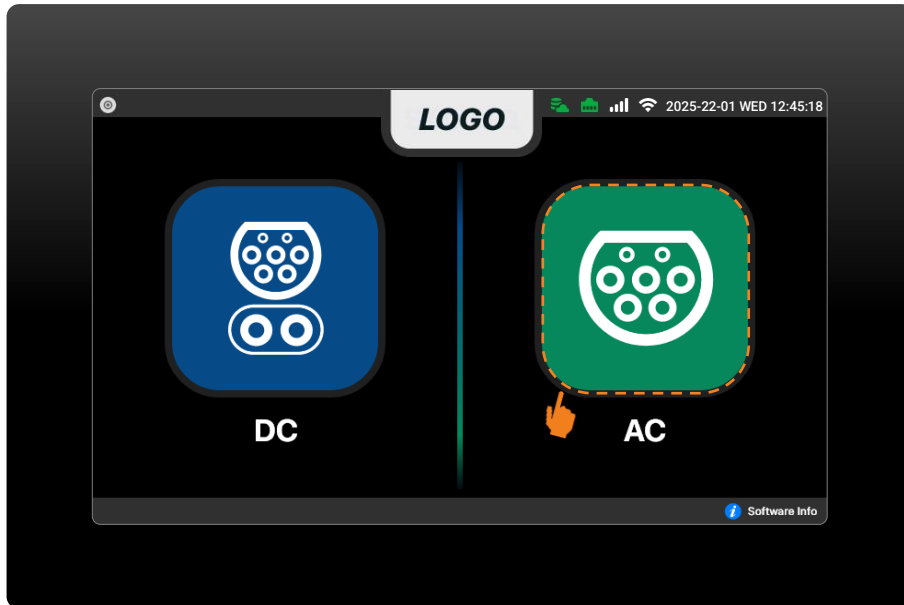 LOGO
2025-22-01 WED 12:45:18
DC
AC
i Software Info